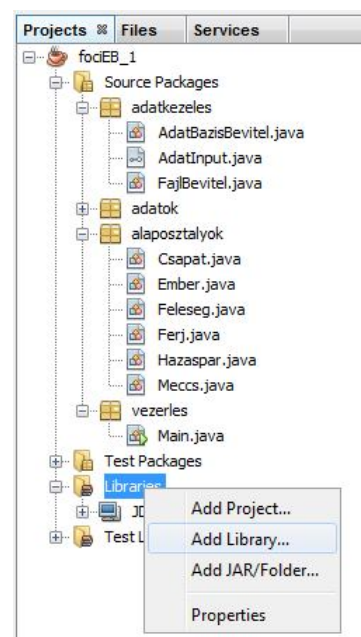 Projects Files Services
fociEB_1
Source Packages
adatkezeles
AdatBazisBevitel.java
AdatInput.java
FajlBevitel.java
adatok
alaposztalyok
Csapat.java
Ember.java
Feleseg.java
Ferj.java
Hazaspar.java
Meccs.java
vezerles
Main.java
Test Packages
Libraries
Add Project...
Add Library...
Add JAR/Folder...
Properties
Test L